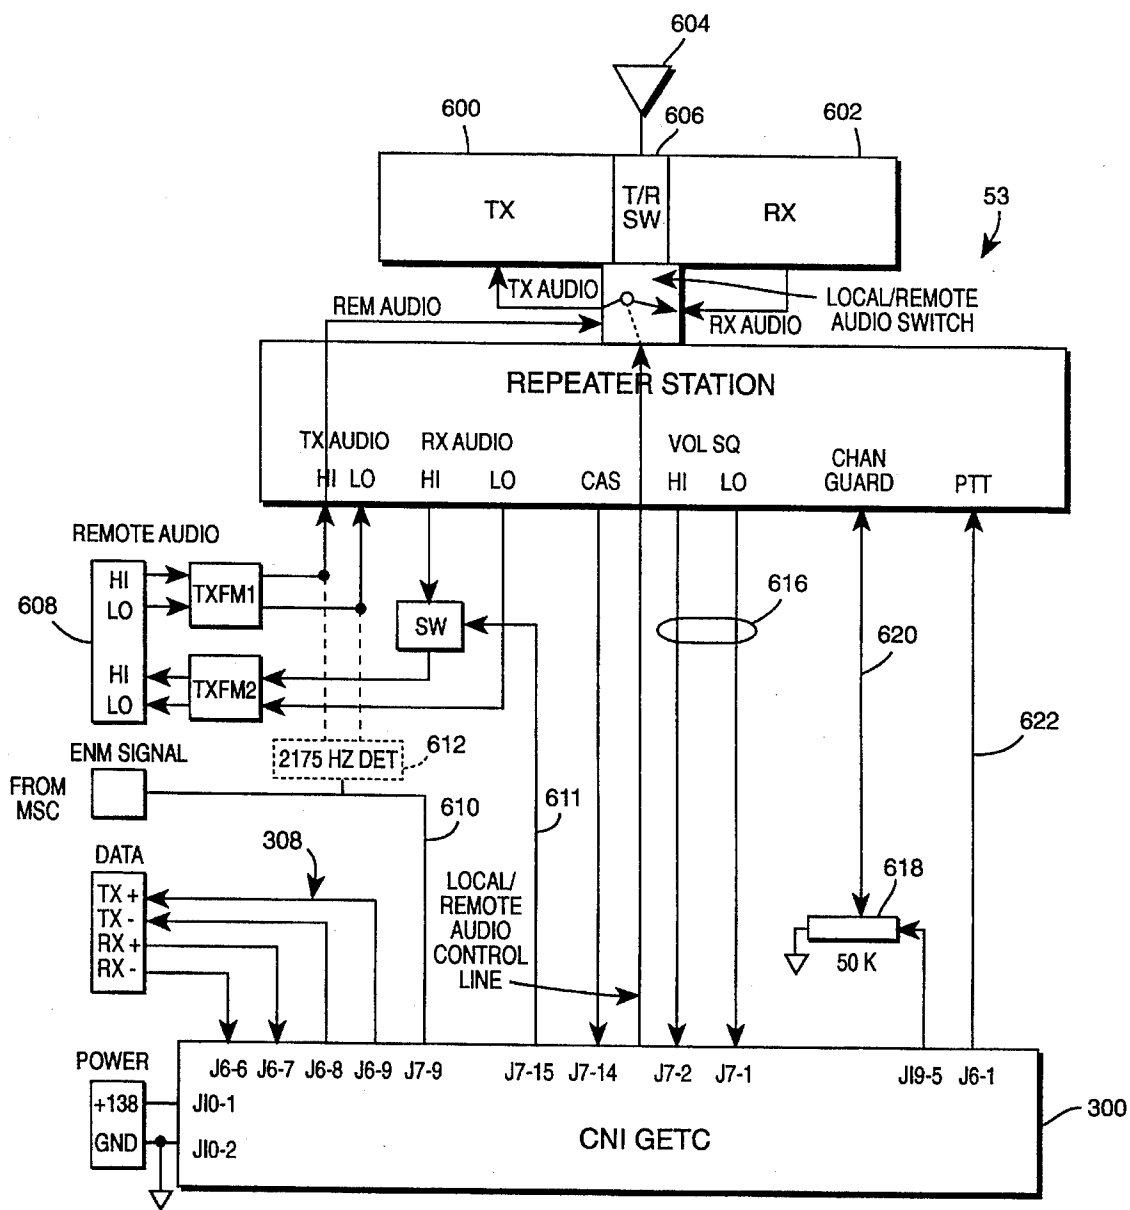 604
600
606
602
TX
T/R
SW
RX
53
TX AUDIO
REM AUDIO
RX AUDIO
LOCAL/REMOTE
AUDIO SWITCH
REPEATER STATION
TX AUDIO
HI LO
RX AUDIO
HI LO
CAS
VOL SQ
HI LO
CHAN
GUARD
PTT
REMOTE AUDIO
608
HI
LO
HI
LO
TXFM1
TXFM2
SW
616
620
622
2175 HZ DET
612
ENM SIGNAL
FROM
MSC
610
611
308
DATA
TX +
TX -
RX +
RX -
LOCAL/
REMOTE
AUDIO
CONTROL
LINE
618
50 K
POWER
+138
GND
J6-6 J6-7 J6-8 J6-9 J7-9 J7-15 J7-14 J7-2 J7-1 JI9-5 J6-1
JI0-1
JI0-2
CNI GETC
300